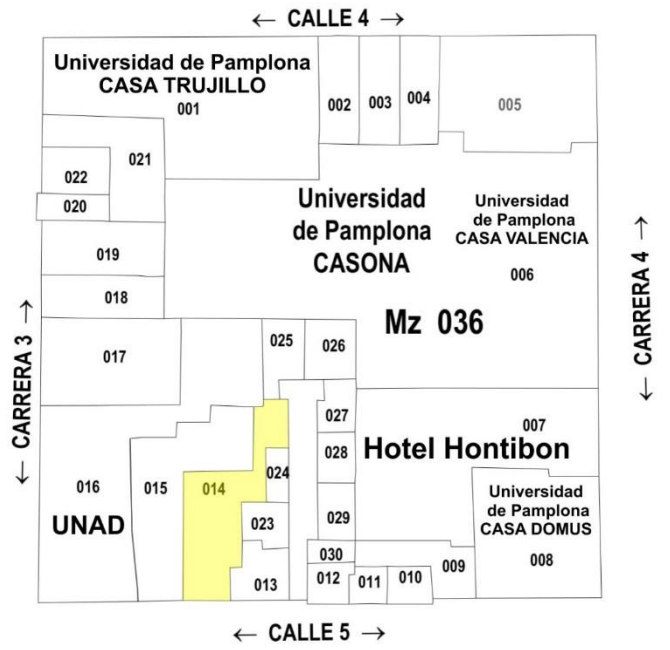 ← CALLE 4 →
Universidad de Pamplona
CASA TRUJILLO
001
002
003
004
005
021
022
020
Universidad
de Pamplona
CASONA
Universidad
de Pamplona
CASA VALENCIA
006
019
018
← CARRERA 3 →
← CARRERA 4 →
Mz 036
017
025
026
027
007
028
Hotel Hontibon
016
015
014
024
UNAD
023
029
Universidad
de Pamplona
CASA DOMUS
008
030
013
012
011
010
009
← CALLE 5 →